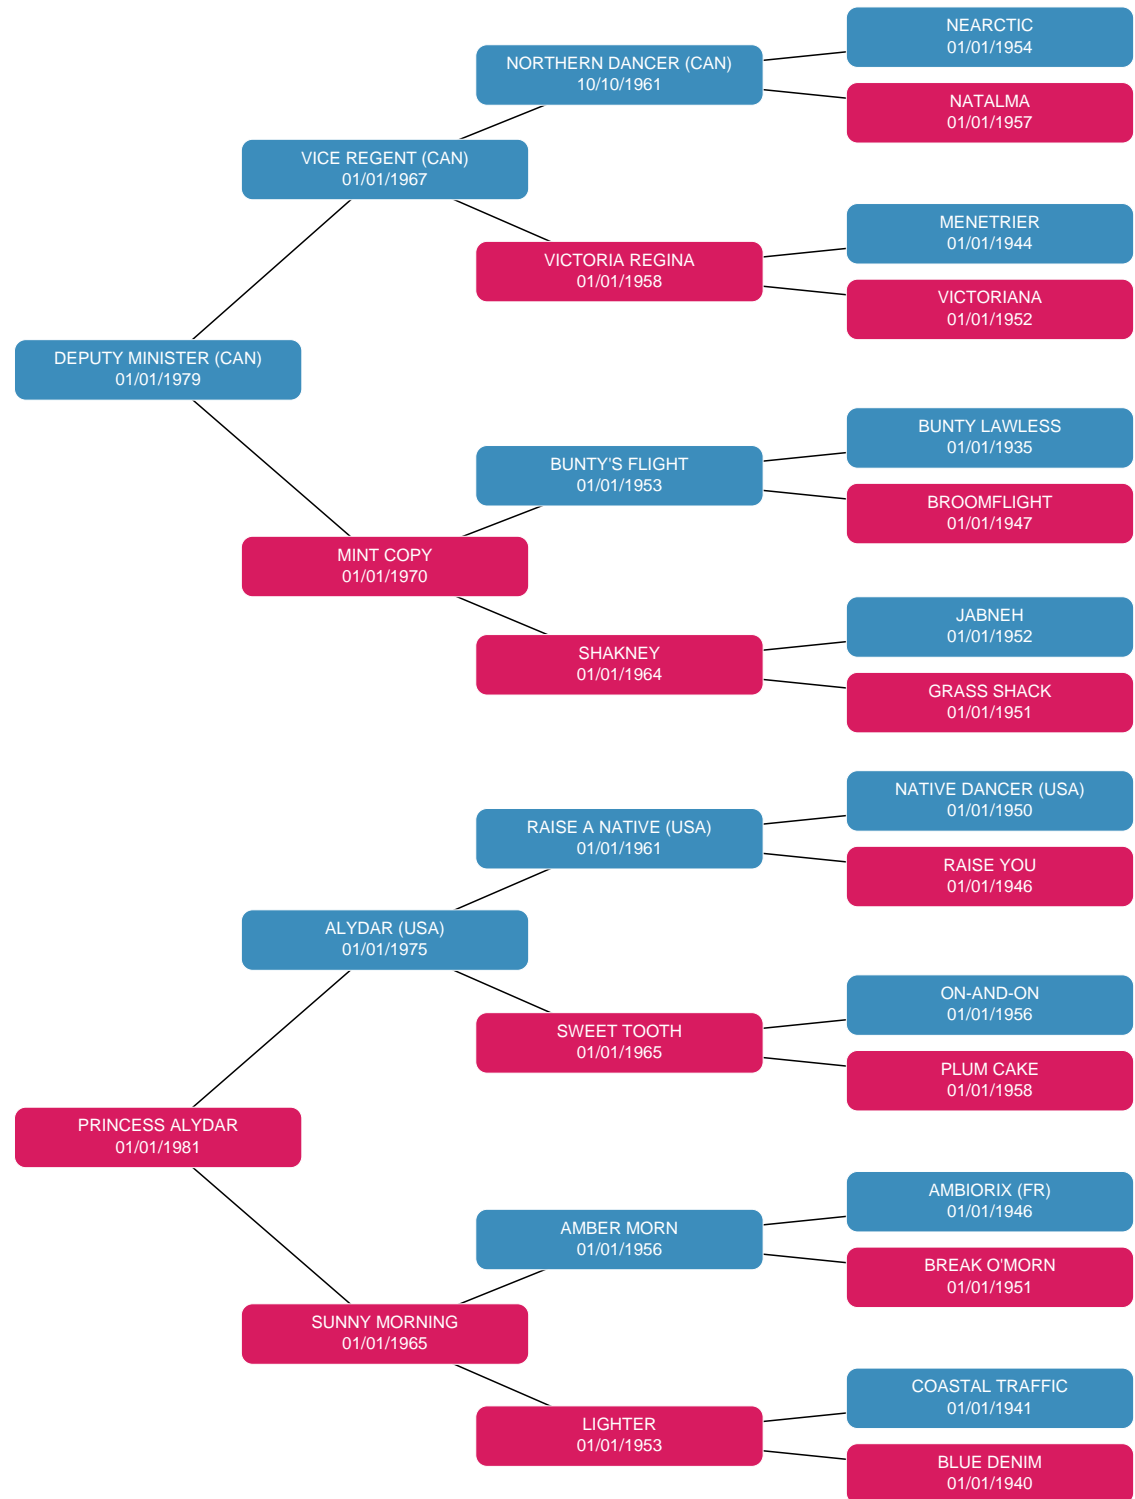 NEARCTIC
01/01/1954
NORTHERN DANCER (CAN)
10/10/1961
NATALMA
01/01/1957
VICE REGENT (CAN)
01/01/1967
MENETRIER
01/01/1944
VICTORIA REGINA
01/01/1958
VICTORIANA
01/01/1952
DEPUTY MINISTER (CAN)
01/01/1979
BUNTY LAWLESS
01/01/1935
BUNTY'S FLIGHT
01/01/1953
BROOMFLIGHT
01/01/1947
MINT COPY
01/01/1970
JABNEH
01/01/1952
SHAKNEY
01/01/1964
GRASS SHACK
01/01/1951
NATIVE DANCER (USA)
01/01/1950
RAISE A NATIVE (USA)
01/01/1961
RAISE YOU
01/01/1946
ALYDAR (USA)
01/01/1975
ON-AND-ON
01/01/1956
SWEET TOOTH
01/01/1965
PLUM CAKE
01/01/1958
PRINCESS ALYDAR
01/01/1981
AMBIORIX (FR)
01/01/1946
AMBER MORN
01/01/1956
BREAK O'MORN
01/01/1951
SUNNY MORNING
01/01/1965
COASTAL TRAFFIC
01/01/1941
LIGHTER
01/01/1953
BLUE DENIM
01/01/1940